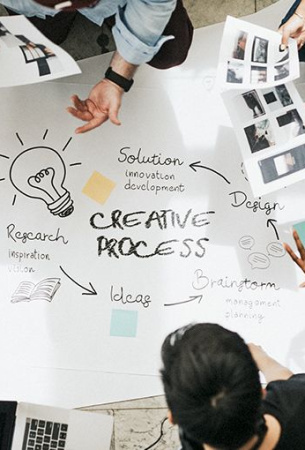 Solution
innovation
development
Design
CREATIVE
PROCESS
Research
inspiration
vision
Ideas
Brainstorm
management
planning